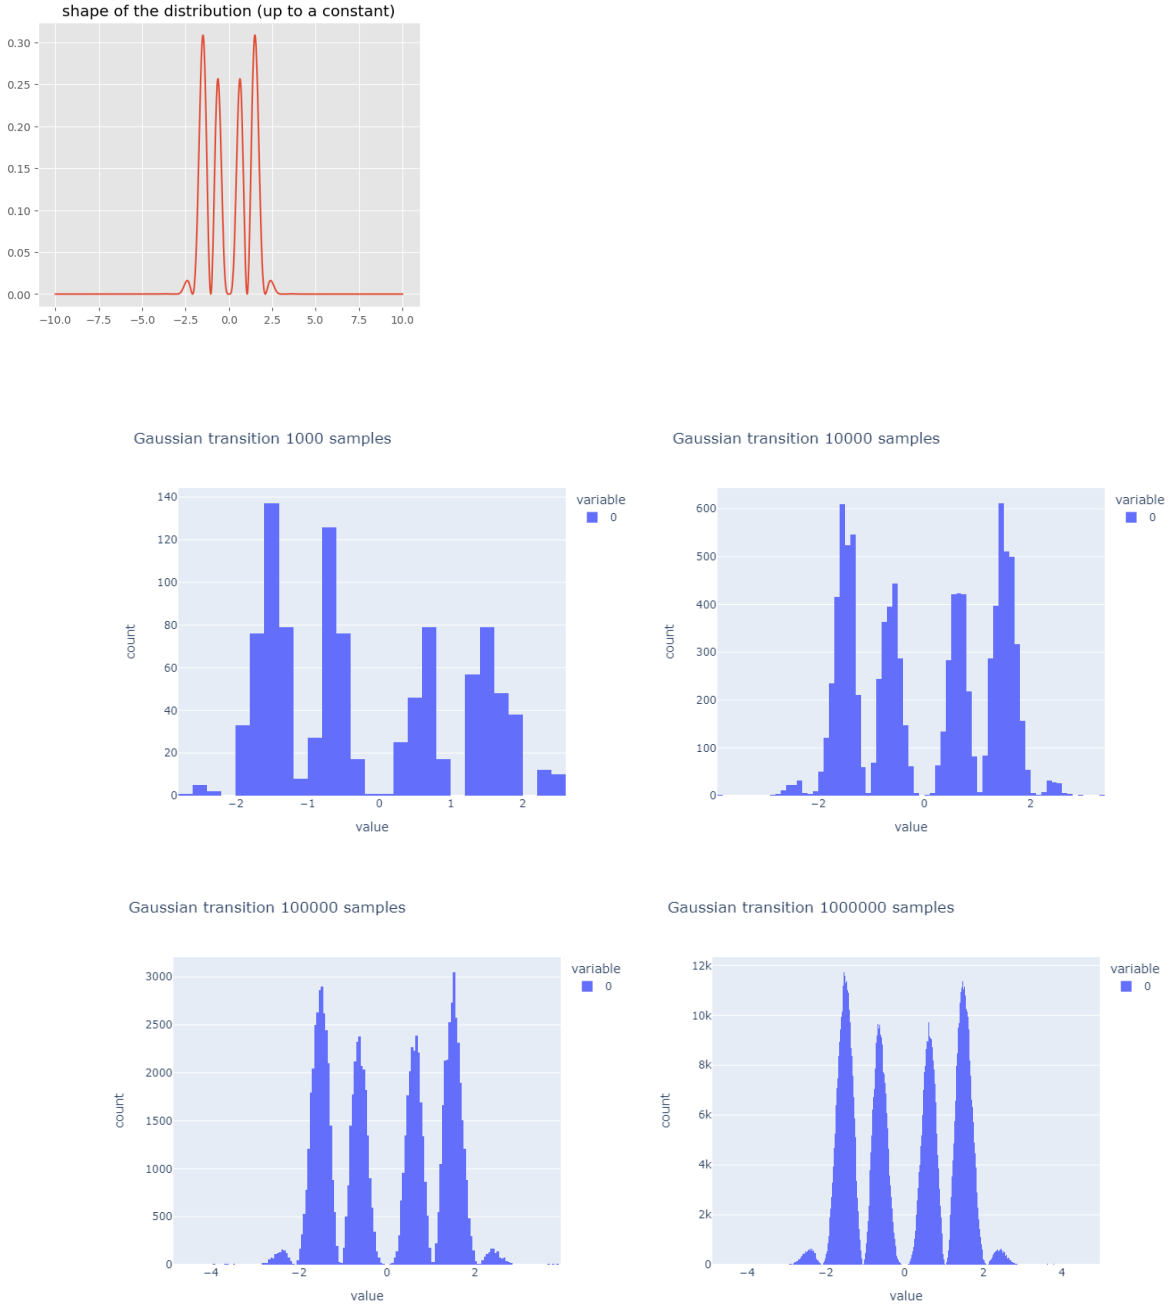 shape of the distribution (up to a constant)
0.30
0.25
0.20
0.15
0.10
0.05
0.00
−10.0 −7.5 −5.0 −2.5 0.0 2.5 5.0 7.5 10.0
Gaussian transition 1000 samples
variable
0
140
120
100
80
60
40
20
0
count
−2 −1 0 1 2
value
Gaussian transition 10000 samples
variable
0
600
500
400
300
200
100
0
count
−2 0 2
value
Gaussian transition 100000 samples
variable
0
3000
2500
2000
1500
1000
500
0
count
−4 −2 0 2
value
Gaussian transition 1000000 samples
variable
0
12k
10k
8k
6k
4k
2k
0
count
−4 −2 0 2 4
value